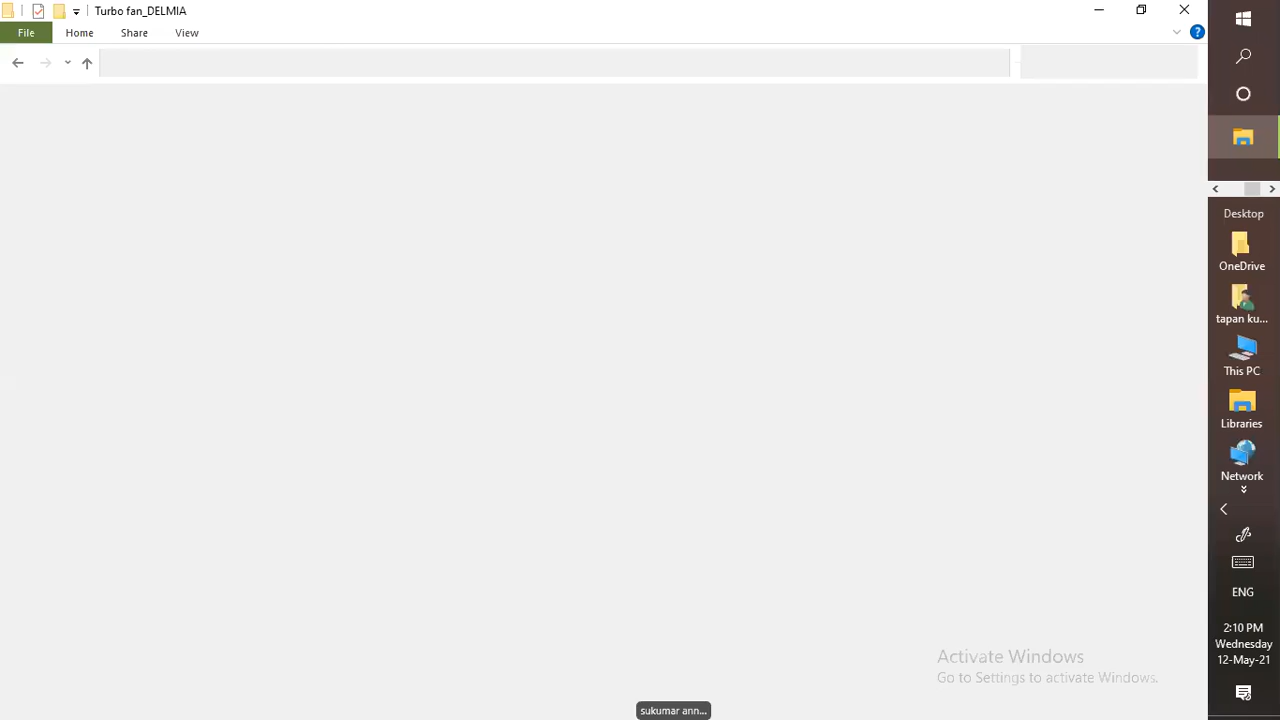 Turbo fan_DELMIA
File Home Share View
?
Desktop
OneDrive
tapan ku...
This PC
Libraries
Network
ENG
2:10 PM
Wednesday
12-May-21
Activate Windows
Go to Settings to activate Windows.
sukumar ann...